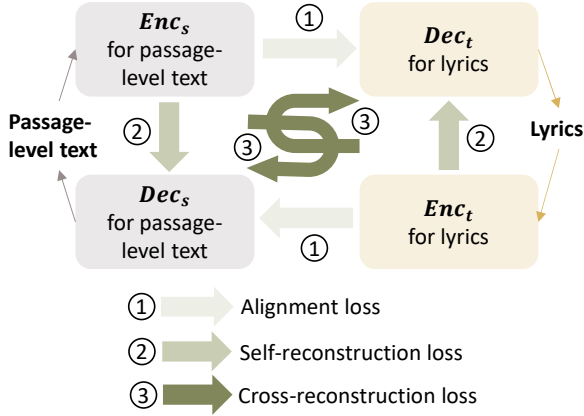 ①
Enc_s
for passage-
level text
Dec_t
for lyrics
Passage-
level text
②
③
③
②
Lyrics
Dec_s
for passage-
level text
Enc_t
for lyrics
①
① Alignment loss
② Self-reconstruction loss
③ Cross-reconstruction loss